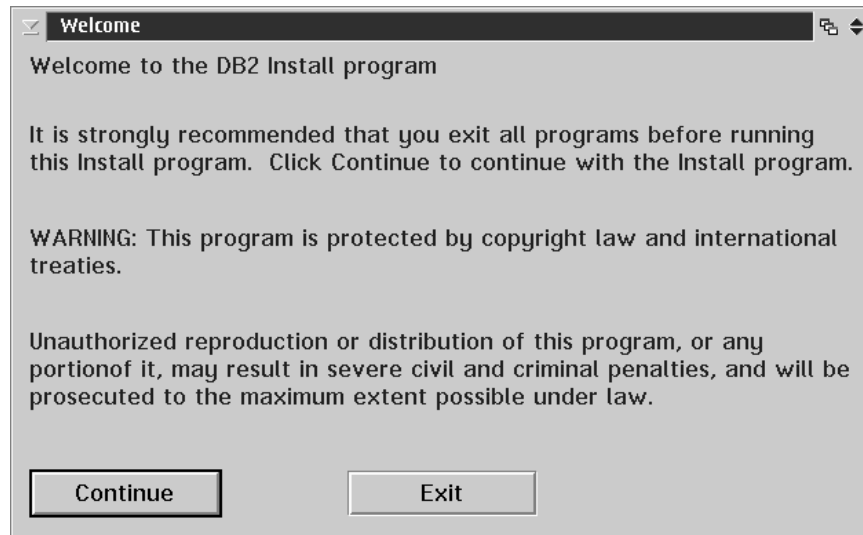 Welcome
Welcome to the DB2 Install program
It is strongly recommended that you exit all programs before running
this Install program.  Click Continue to continue with the Install program.
WARNING: This program is protected by copyright law and international
treaties.
Unauthorized reproduction or distribution of this program, or any
portionof it, may result in severe civil and criminal penalties, and will be
prosecuted to the maximum extent possible under law.
Continue
Exit